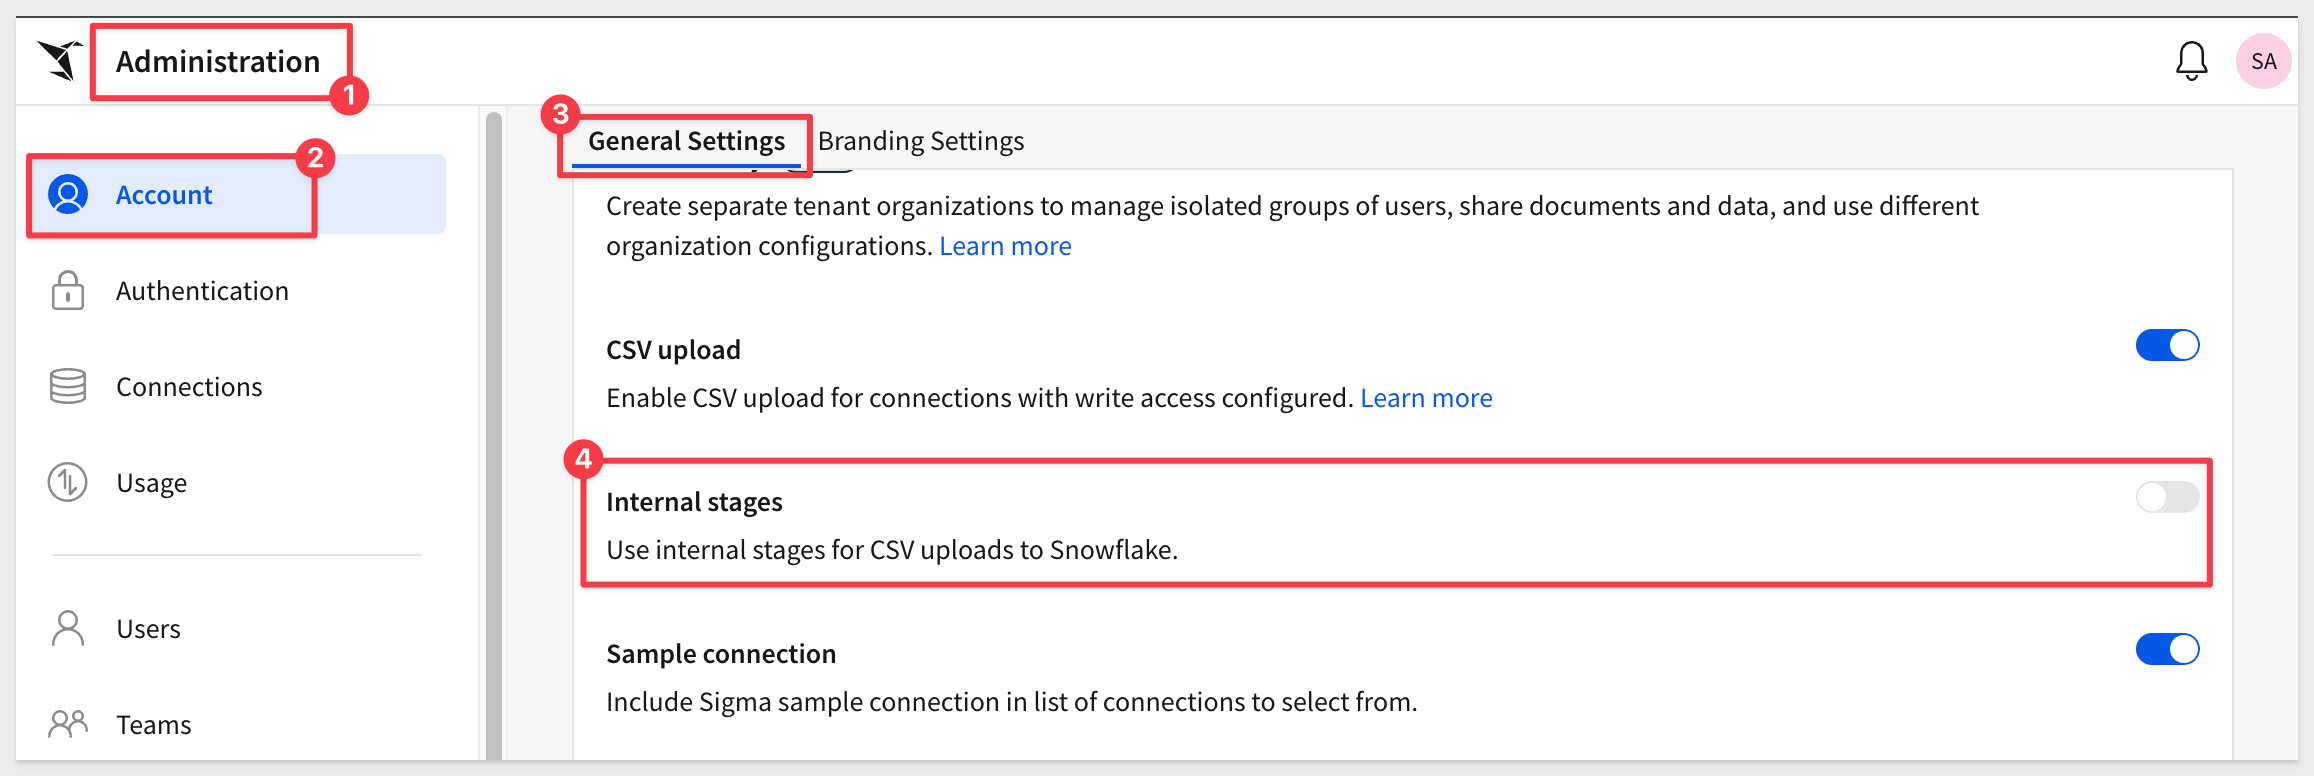 Administration
1
SA
2
Account
Authentication
Connections
Usage
Users
Teams
3
General Settings
Branding Settings
Create separate tenant organizations to manage isolated groups of users, share documents and data, and use different
organization configurations. Learn more
CSV upload
Enable CSV upload for connections with write access configured. Learn more
4
Internal stages
Use internal stages for CSV uploads to Snowflake.
Sample connection
Include Sigma sample connection in list of connections to select from.